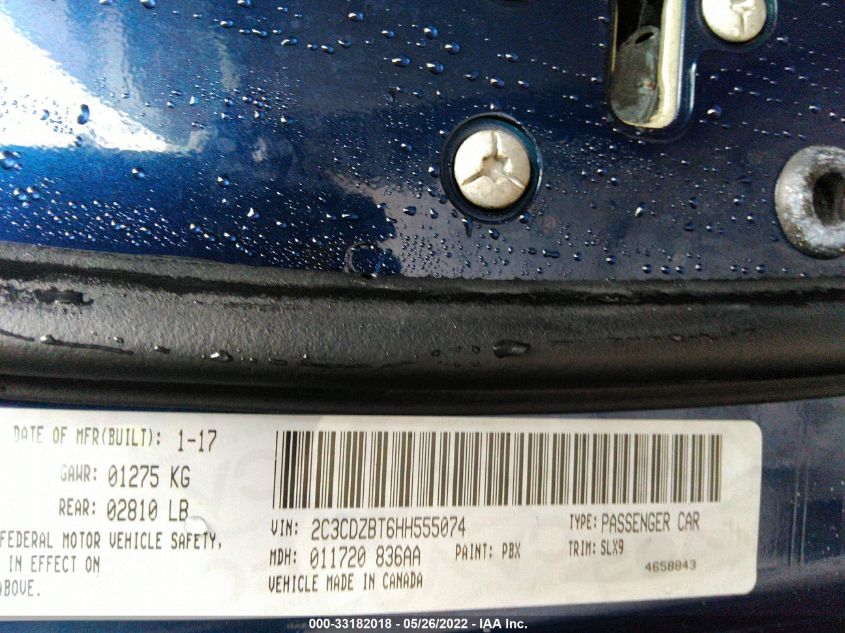 DATE OF MFR(BUILT): 1-17
GAWR: 01275 KG
REAR: 02810 LB
FEDERAL MOTOR VEHICLE SAFETY,
IN EFFECT ON
ABOVE.
VIN: 2C3CDZBT6HH555074
TYPE: PASSENGER CAR
MDH: 011720 836AA
PAINT: PBX
TRIM: SLX9
VEHICLE MADE IN CANADA
4658843
000-33182018 - 05/26/2022 - IAA Inc.